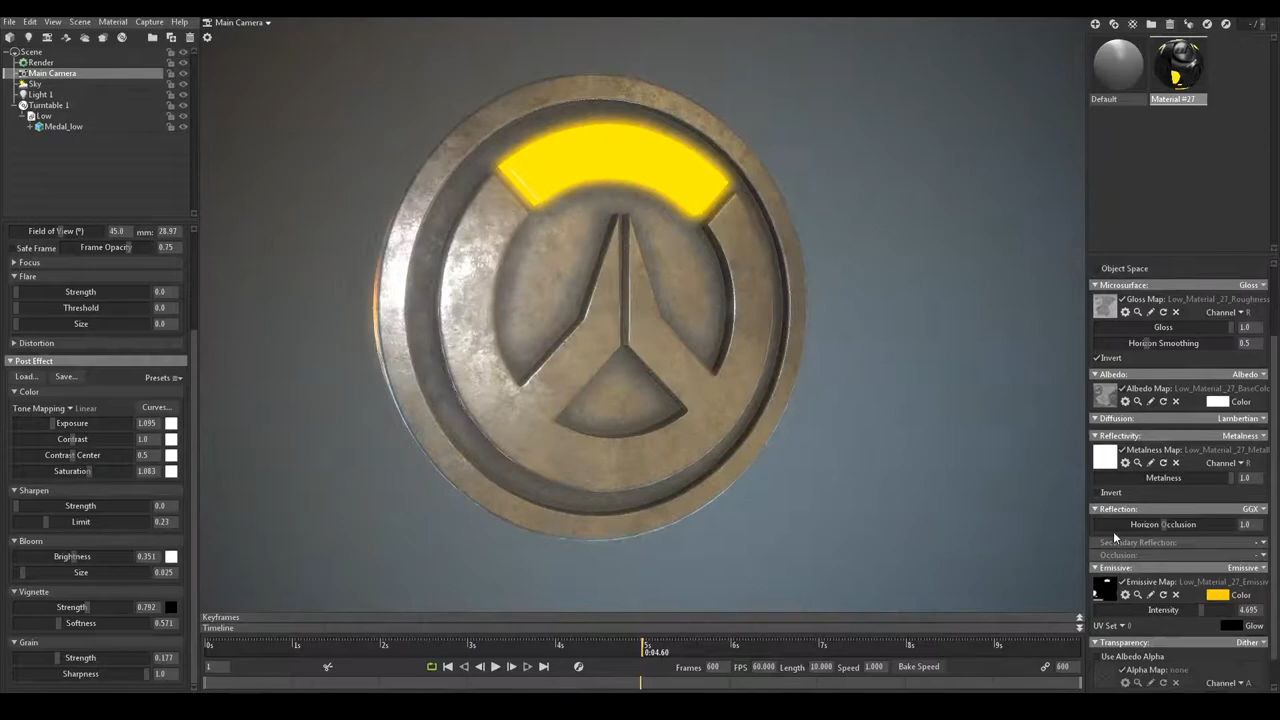 File Edit View Scene Material Capture Help
Main Camera
Scene
Render
Main Camera
Sky
Light 1
Turntable 1
Low
Medal_low
Field of View (°) 45.0 mm: 28.97
Safe Frame Frame Opacity 0.75
Focus
Flare
Strength 0.0
Threshold 0.0
Size 0.0
Distortion
Post Effect
Load... Save... Presets
Color
Tone Mapping Linear Curves...
Exposure 1.095
Contrast 1.0
Contrast Center 0.5
Saturation 1.083
Sharpen
Strength 0.0
Limit 0.23
Bloom
Brightness 0.351
Size 0.025
Vignette
Strength 0.792
Softness 0.571
Grain
Strength 0.177
Sharpness 1.0
Keyframes
Timeline
0s 1s 2s 3s 4s 5s 6s 7s 8s 9s
0:04.60
1 Frames 600 FPS 60.000 Length 10.000 Speed 1.000 Bake Speed 600
Default Material #27
Object Space
Microsurface: Gloss
Gloss Map: Low_Material _27_Roughness
Channel R
Gloss 1.0
Horizon Smoothing 0.5
Invert
Albedo: Albedo
Albedo Map: Low_Material _27_BaseColo
Color
Diffusion: Lambertian
Reflectivity: Metalness
Metalness Map: Low_Material _27_Metall
Channel R
Metalness 1.0
Invert
Reflection: GGX
Horizon Occlusion 1.0
Secondary Reflection: -
Occlusion: -
Emissive: Emissive
Emissive Map: Low_Material _27_Emissiv
Color
Intensity 4.695
UV Set 0 Glow
Transparency: Dither
Use Albedo Alpha
Alpha Map: none
Channel A